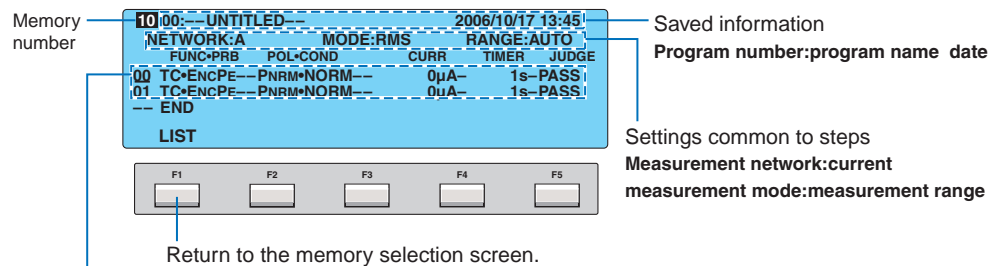 Memory number
10 00:−−UNTITLED−− 2006/10/17 13:45
NETWORK:A MODE:RMS RANGE:AUTO
FUNC•PRB POL•COND CURR TIMER JUDGE
00 TC•ENCPE−−PNRM•NORM−− 0µA− 1s−PASS
01 TC•ENCPE−−PNRM•NORM−− 0µA− 1s−PASS
−− END
LIST
F1 F2 F3 F4 F5
Return to the memory selection screen.
Saved information
Program number:program name date
Settings common to steps
Measurement network:current
measurement mode:measurement range